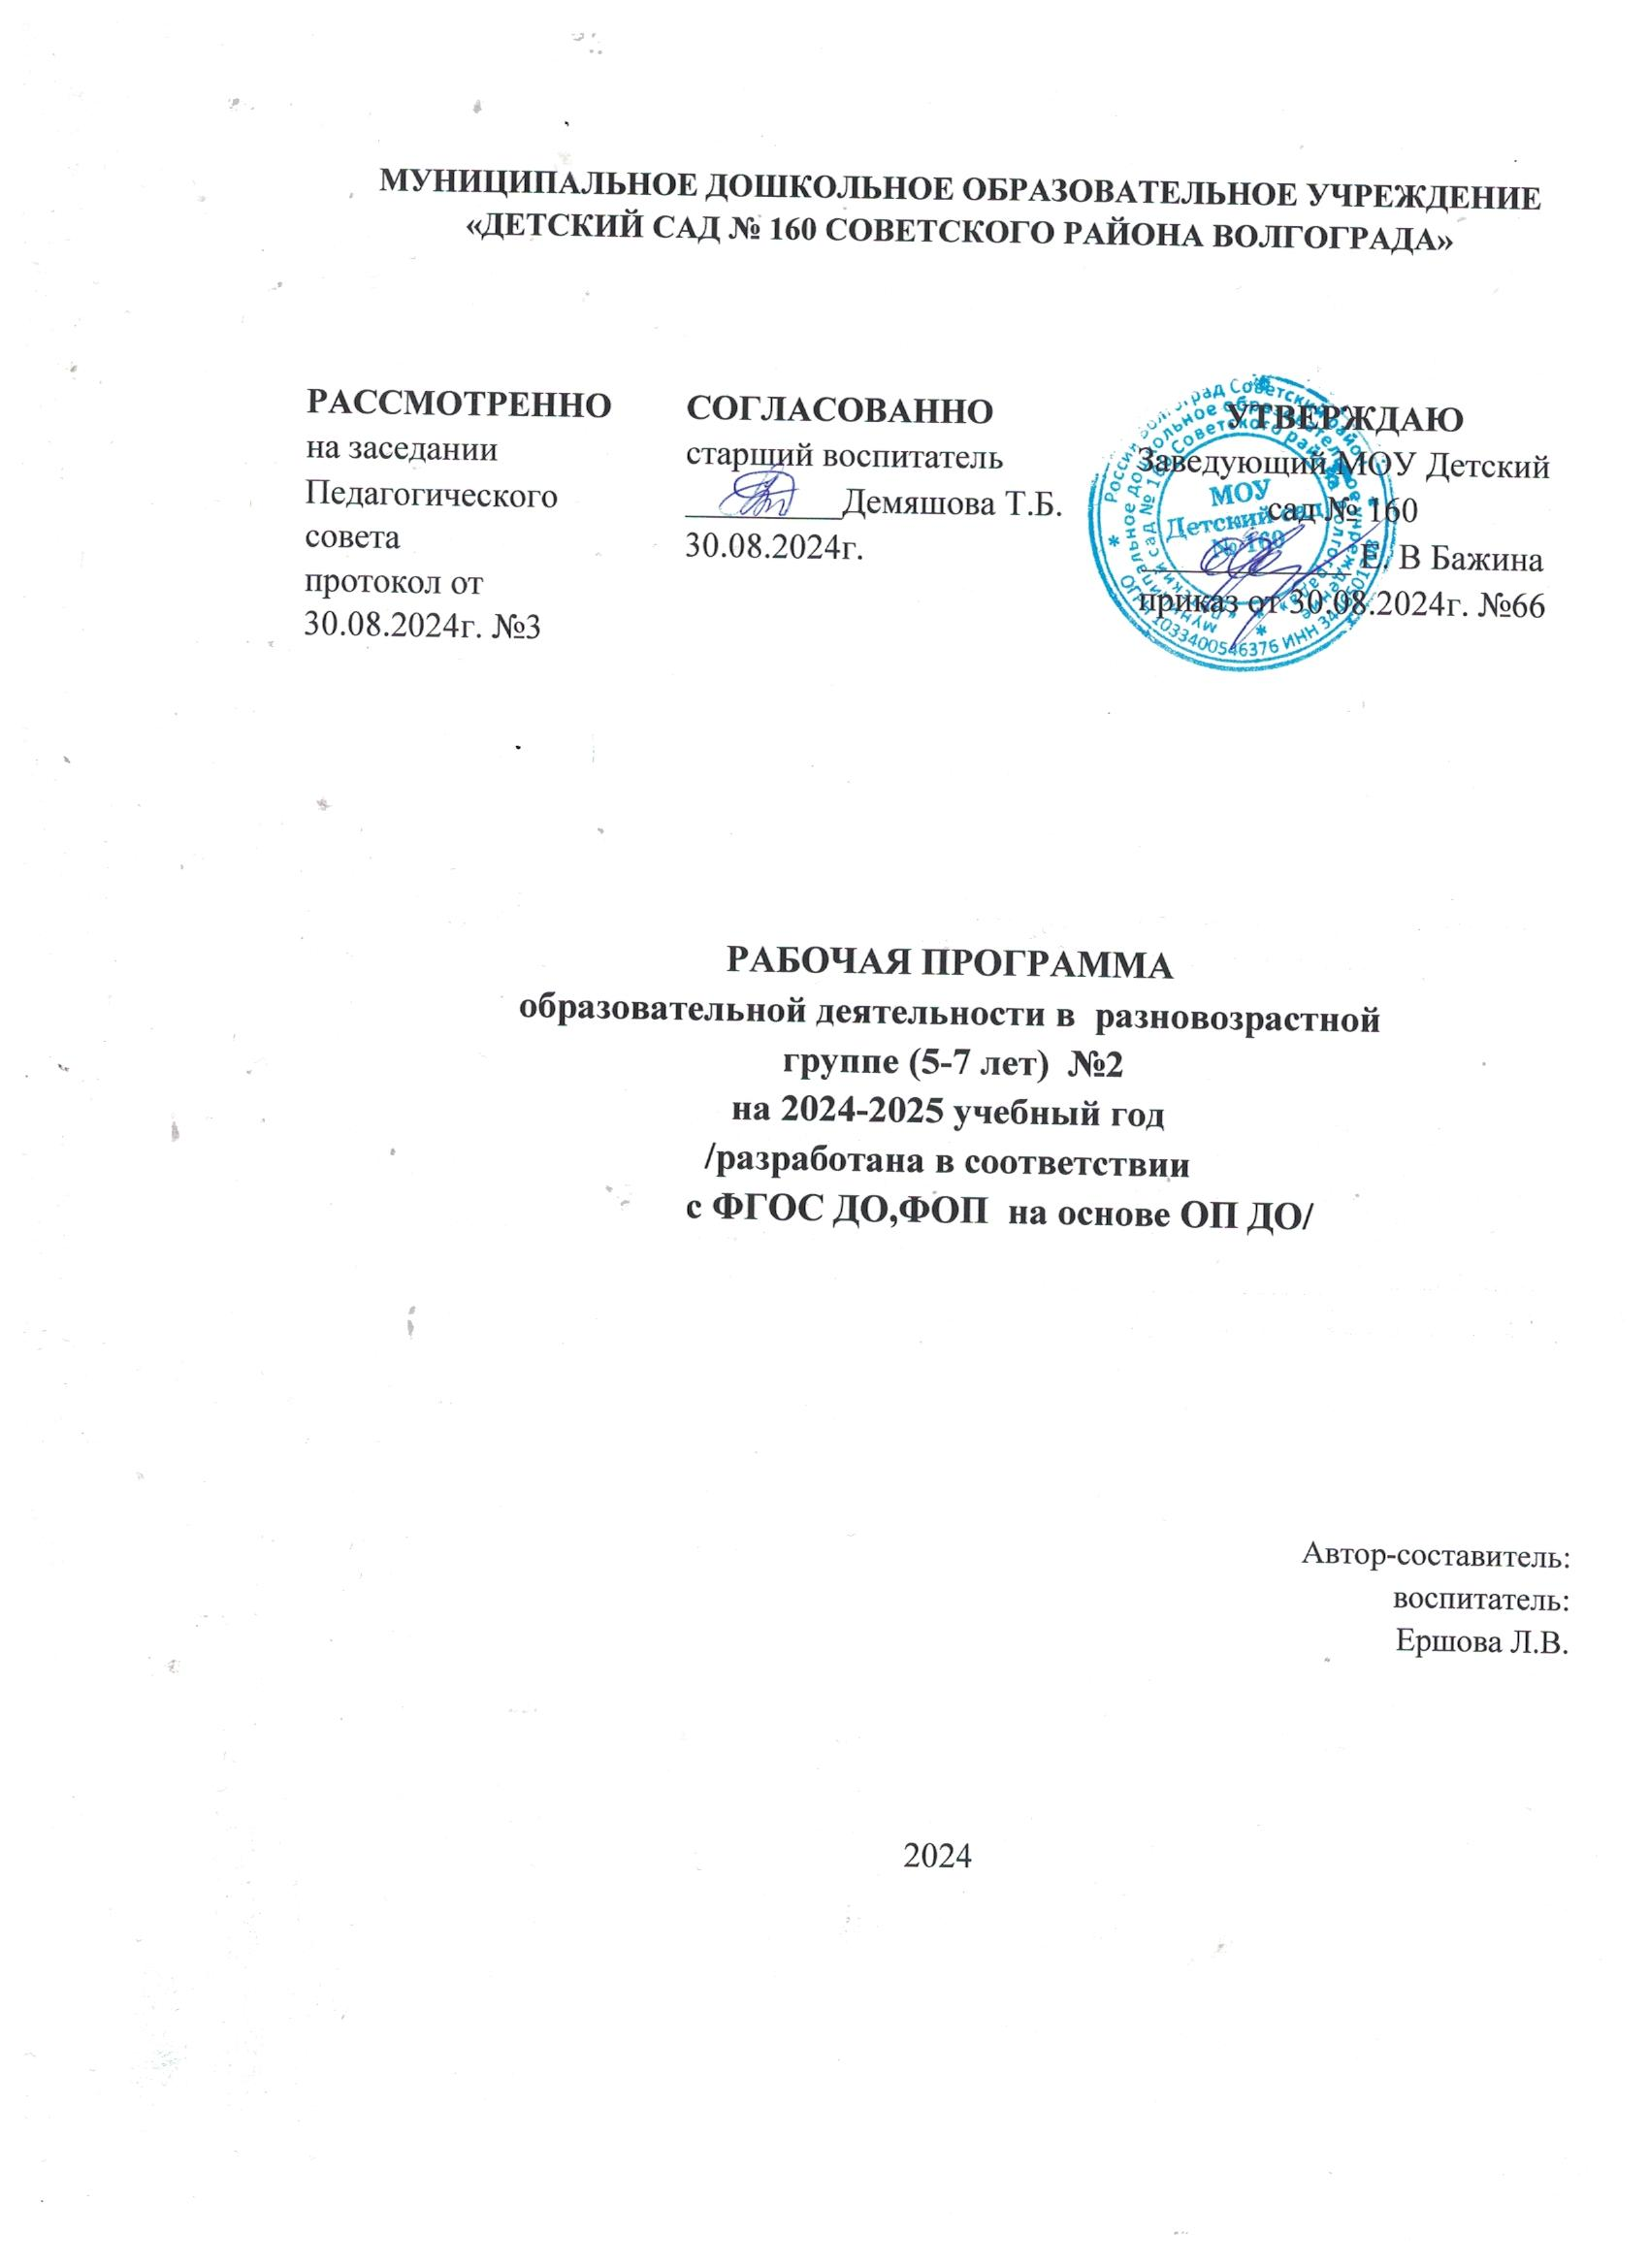 МУНИЦИПАЛЬНОЕ ДОШКОЛЬНОЕ ОБРАЗОВАТЕЛЬНОЕ УЧРЕЖДЕНИЕ
«ДЕТСКИЙ САД № 160 СОВЕТСКОГО РАЙОНА ВОЛГОГРАДА»
РАССМОТРЕННО
на заседании
Педагогического
совета
протокол от
30.08.2024г. №3
СОГЛАСОВАННО
старший воспитатель
Демяшова Т.Б.
30.08.2024г.
УТВЕРЖДАЮ
Заведующий МОУ Детский
сад № 160
Е. В Бажина
приказ от 30.08.2024г. №66
МОУ
Детский сад
№ 160
РАБОЧАЯ ПРОГРАММА
образовательной деятельности в разновозрастной
группе (5-7 лет) №2
на 2024-2025 учебный год
/разработана в соответствии
с ФГОС ДО,ФОП на основе ОП ДО/
Автор-составитель:
воспитатель:
Ершова Л.В.
2024